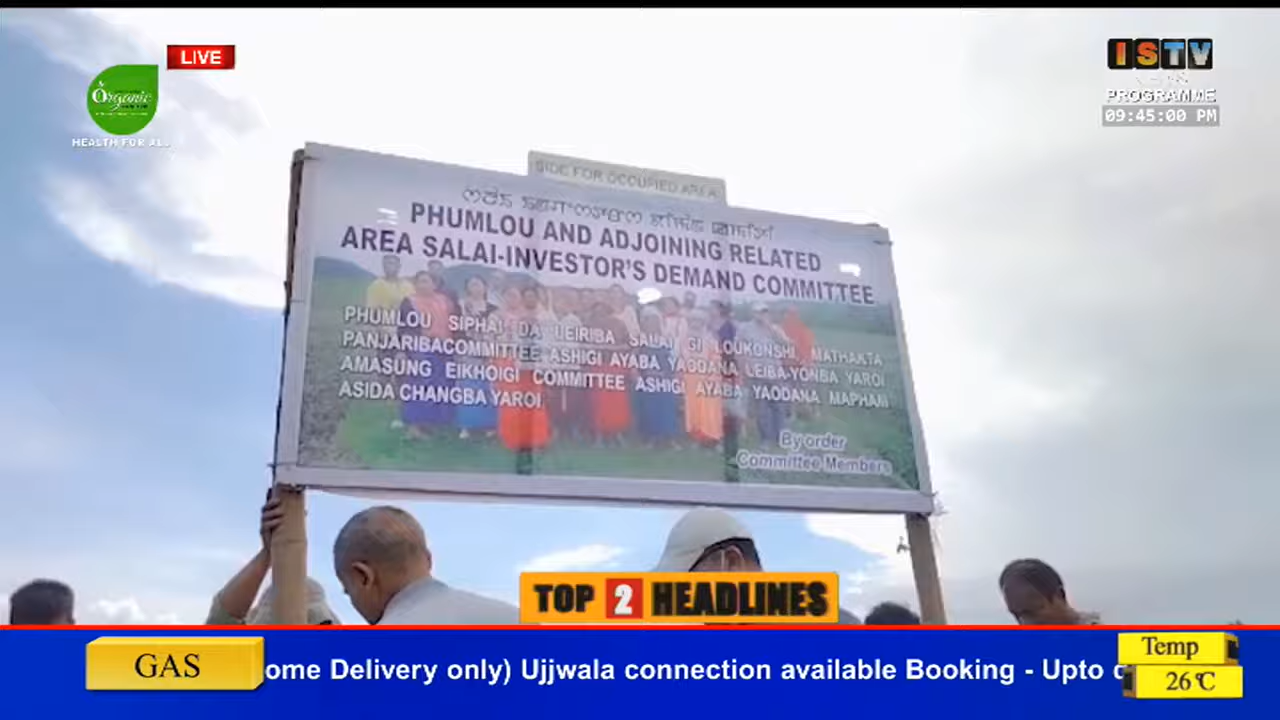 LIVE
Organic
HEALTH FOR ALL
ISTV
NEWS
PROGRAMME
09:45:00 PM
SIDE FOR OCCUPIED AREA
PHUMLOU AND ADJOINING RELATED
AREA SALAI-INVESTOR'S DEMAND COMMITTEE
PHUMLOU SIPHAI DA LEIRIBA SALAI GI LOUKONSHI MATHAKTA
PANJARIBACOMMITTEE ASHIGI AYABA YAODANA LEIBA-YONBA YAROI
AMASUNG EIKHOIGI COMMITTEE ASHIGI AYABA YAODANA MAPHAM
ASIDA CHANGBA YAROI
By order
Committee Members
TOP 2 HEADLINES
GAS
ome Delivery only) Ujjwala connection available Booking - Upto
Temp
26°C